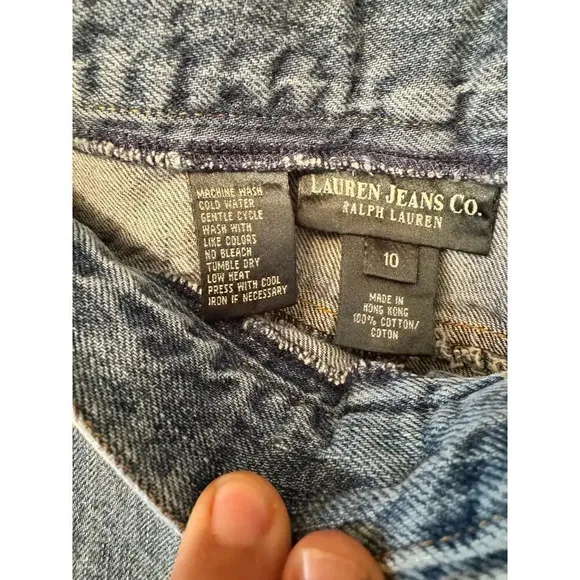 MACHINE WASH
COLD WATER
GENTLE CYCLE
WASH WITH
LIKE COLORS
NO BLEACH
TUMBLE DRY
LOW HEAT
PRESS WITH COOL
IRON IF NECESSARY
LAUREN JEANS CO.
RALPH LAUREN
10
MADE IN
HONG KONG
100% COTTON/
COTON